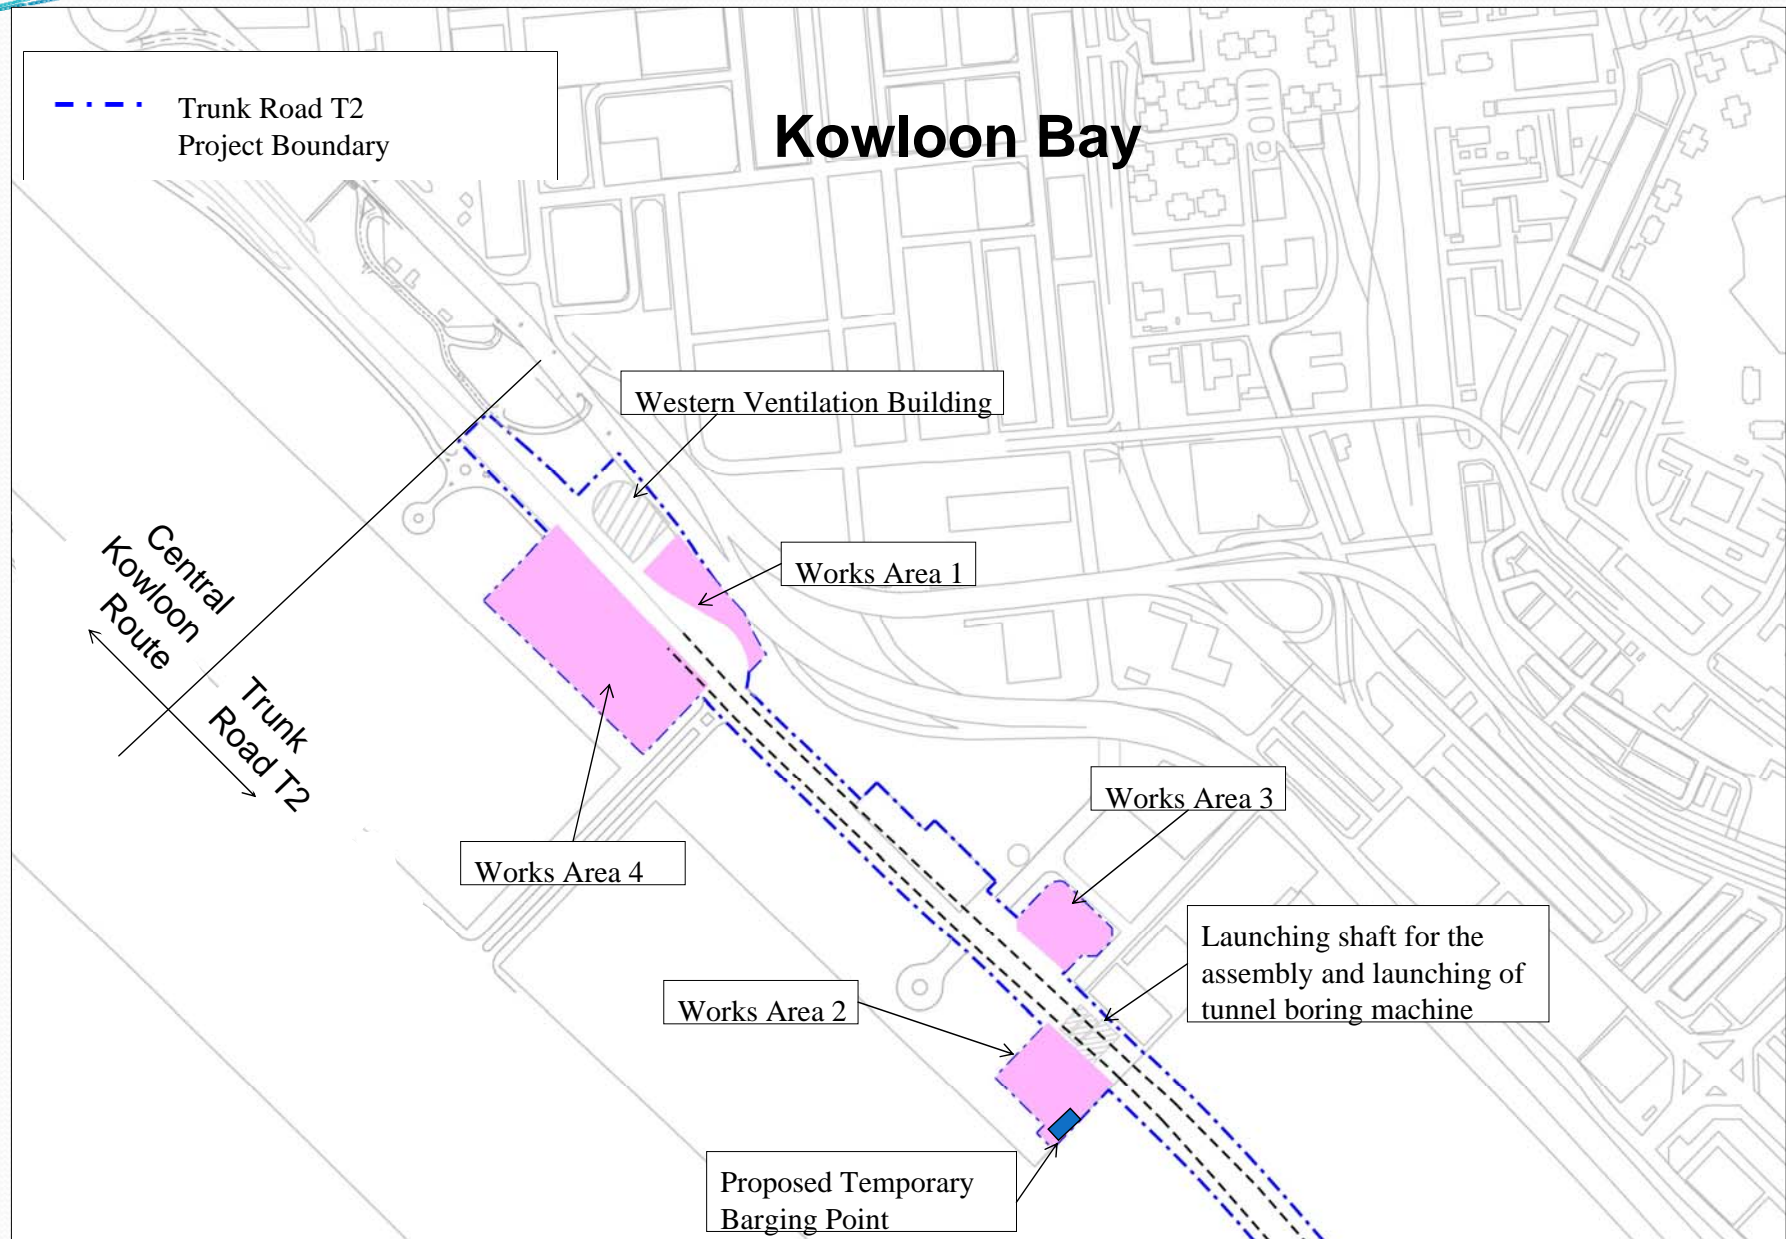 Trunk Road T2
Project Boundary
Kowloon Bay
Western Ventilation Building
Works Area 1
Central
Kowloon
Route
Trunk
Road T2
Works Area 3
Works Area 4
Launching shaft for the
assembly and launching of
tunnel boring machine
Works Area 2
Proposed Temporary
Barging Point